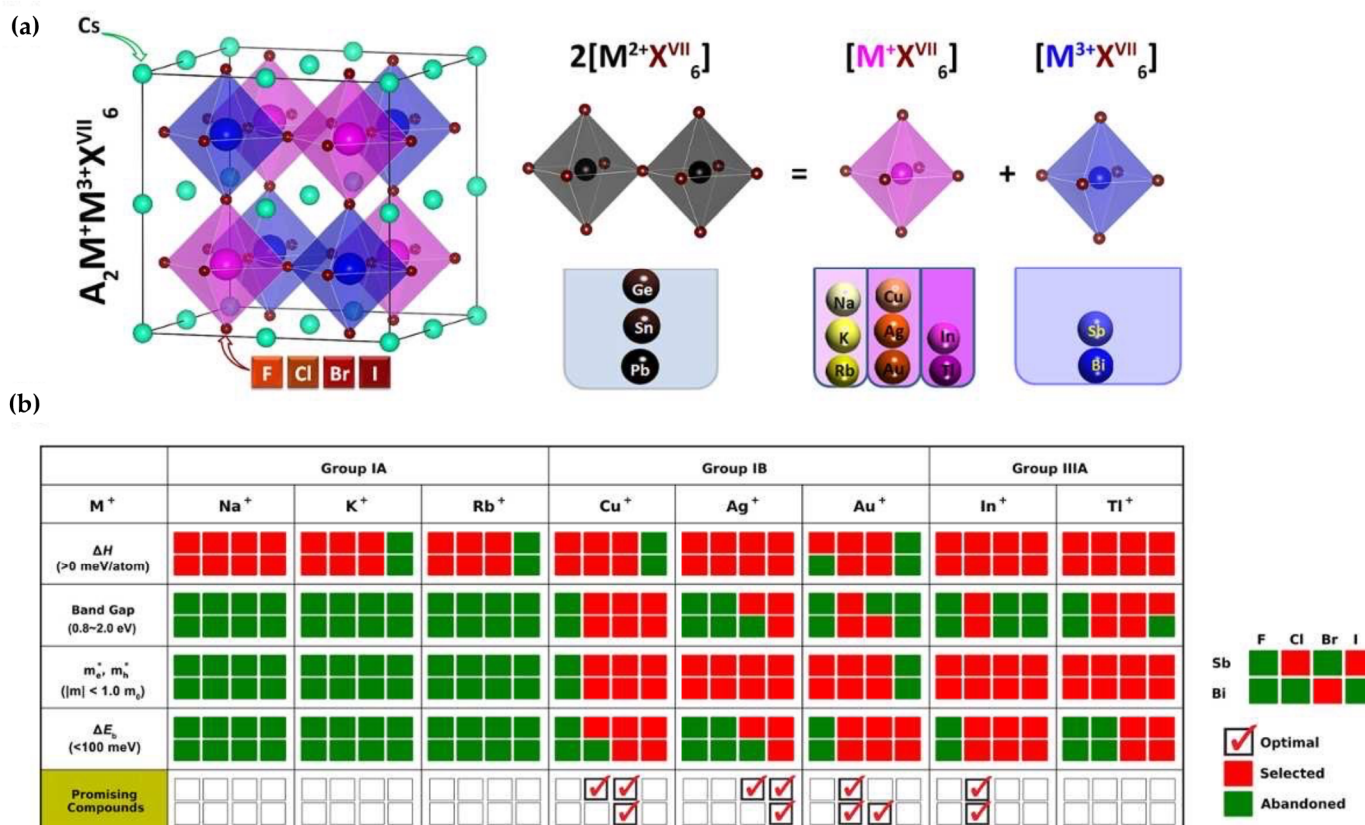 (a)
Cs
2[M²⁺Xⱽᴵᴵ₆]
[M⁺Xⱽᴵᴵ₆]
[M³⁺Xⱽᴵᴵ₆]
A₂M⁺M³⁺Xⱽᴵᴵ₆
=
+
Ge
Sn
Pb
Na
K
Rb
Cu
Ag
Au
In
Tl
Sb
Bi
F Cl Br I
(b)
Group IA Group IB Group IIIA
M⁺ Na⁺ K⁺ Rb⁺ Cu⁺ Ag⁺ Au⁺ In⁺ Tl⁺
ΔH
(>0 meV/atom)
Band Gap
(0.8~2.0 eV)
mₑ*, mₕ*
(|m| < 1.0 m₀)
ΔE_b
(<100 meV)
Promising
Compounds
F Cl Br I
Sb
Bi
Optimal
Selected
Abandoned